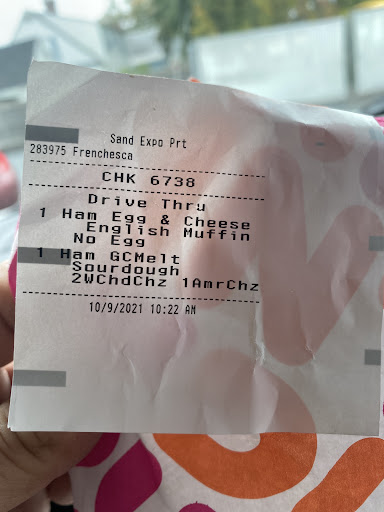 Sand Expo Prt
283975 Frenchesca
CHK 6738
Drive Thru
1 Ham Egg & Cheese
English Muffin
No Egg
1 Ham GCMelt
Sourdough
2WChdChz 1AmrChz
10/9/2021 10:22 AM